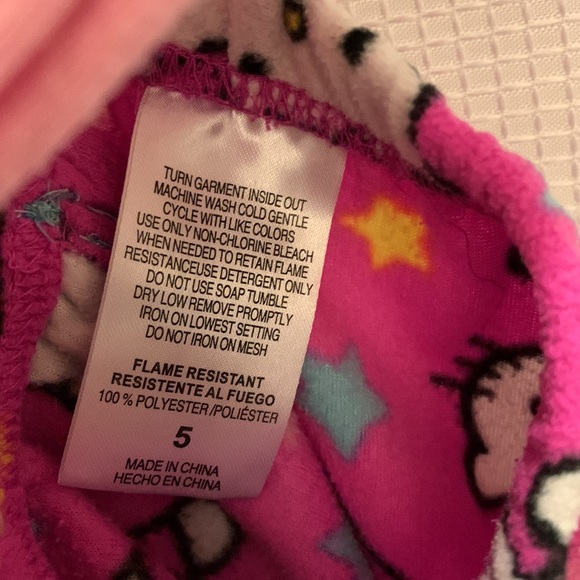 TURN GARMENT INSIDE OUT
MACHINE WASH COLD GENTLE
CYCLE WITH LIKE COLORS
USE ONLY NON-CHLORINE BLEACH
WHEN NEEDED TO RETAIN FLAME
RESISTANCEUSE DETERGENT ONLY
DO NOT USE SOAP TUMBLE
DRY LOW REMOVE PROMPTLY
IRON ON LOWEST SETTING
DO NOT IRON ON MESH
FLAME RESISTANT
RESISTENTE AL FUEGO
100 % POLYESTER /POLIÉSTER
5
MADE IN CHINA
HECHO EN CHINA